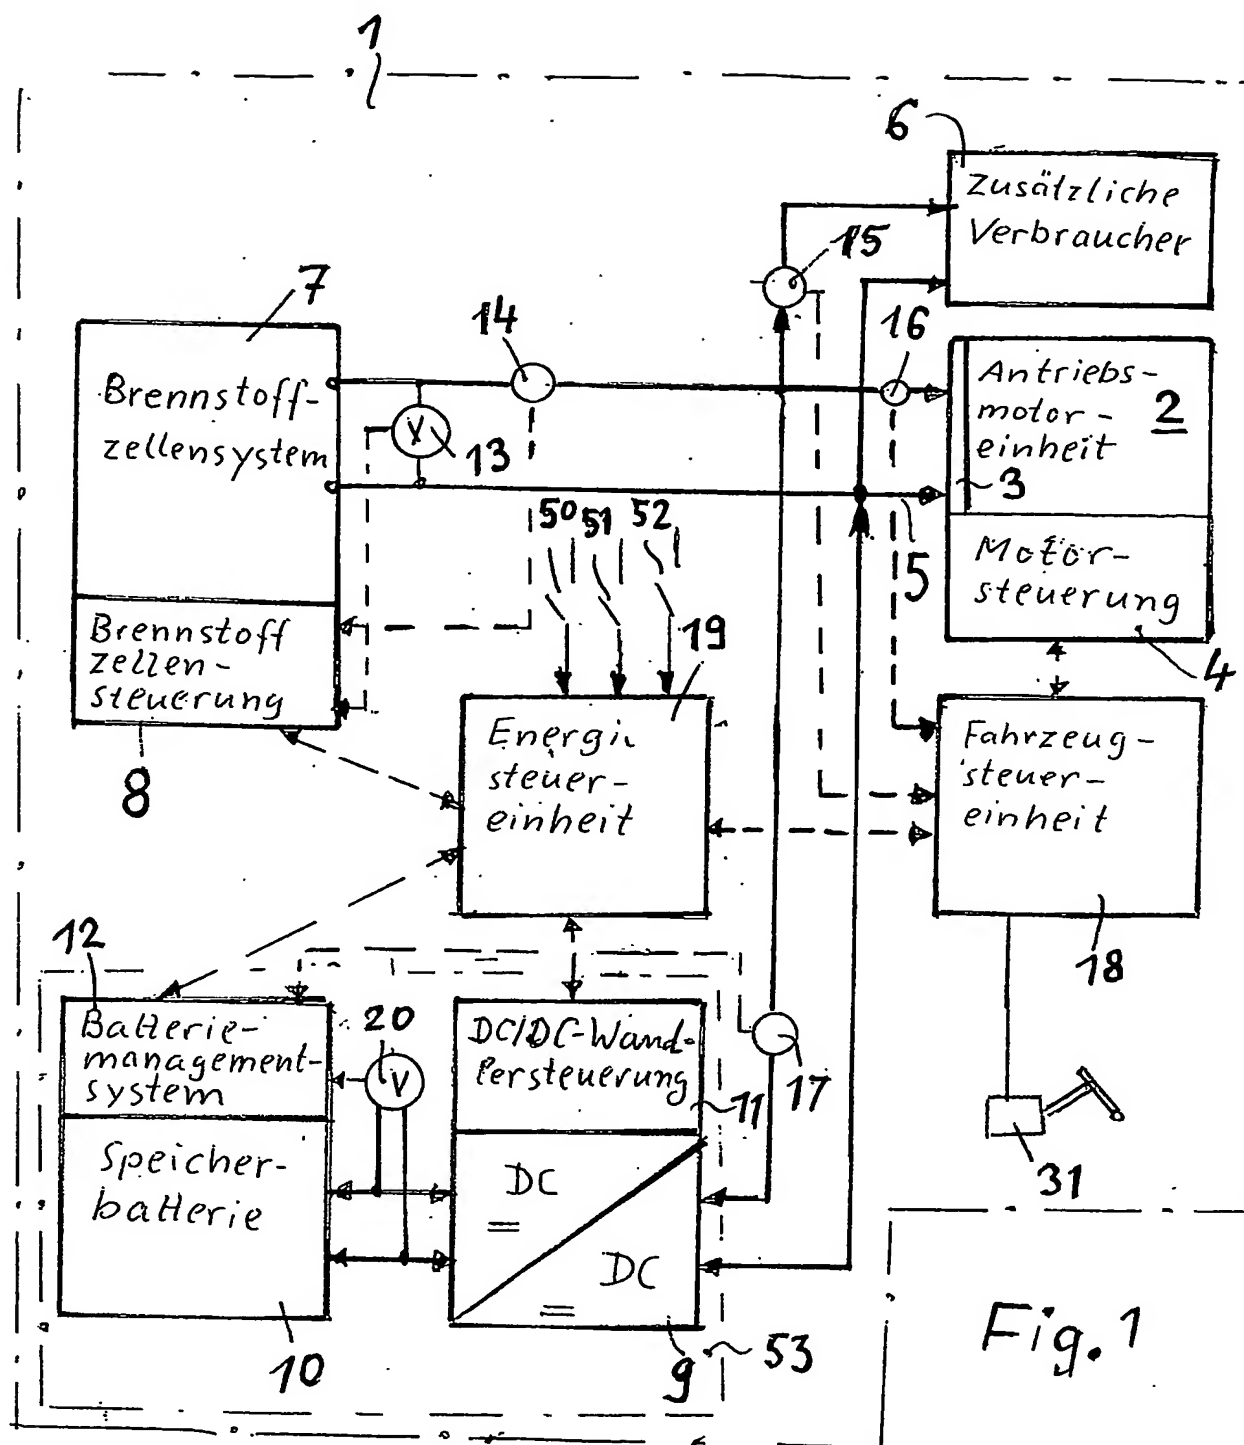 1
6
Zusätzliche
Verbraucher
15
7
14
16
Brennstoff-
zellensystem
V
13
Antriebs-
motor-
einheit
2
3
5
Motor-
steuerung
4
50
51
52
19
Brennstoff
zellen-
steuerung
8
Energi
steuer-
einheit
Fahrzeug-
steuer-
einheit
18
12
Batterie-
management-
system
20
V
DC/DC-Wand-
lersteuerung
11
17
31
Speicher-
batterie
10
DC
=
DC
=
9
53
Fig. 1